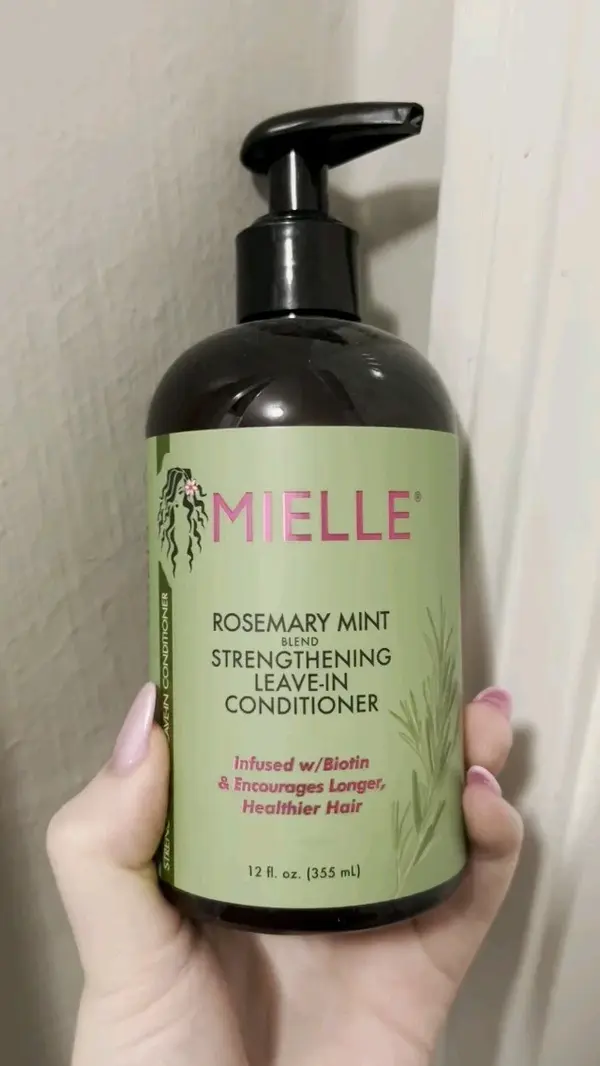 MIELLE®
ROSEMARY MINT
BLEND
STRENGTHENING
LEAVE-IN
CONDITIONER
Infused w/Biotin
& Encourages Longer,
Healthier Hair
12 fl. oz. (355 mL)
CONDITIONER